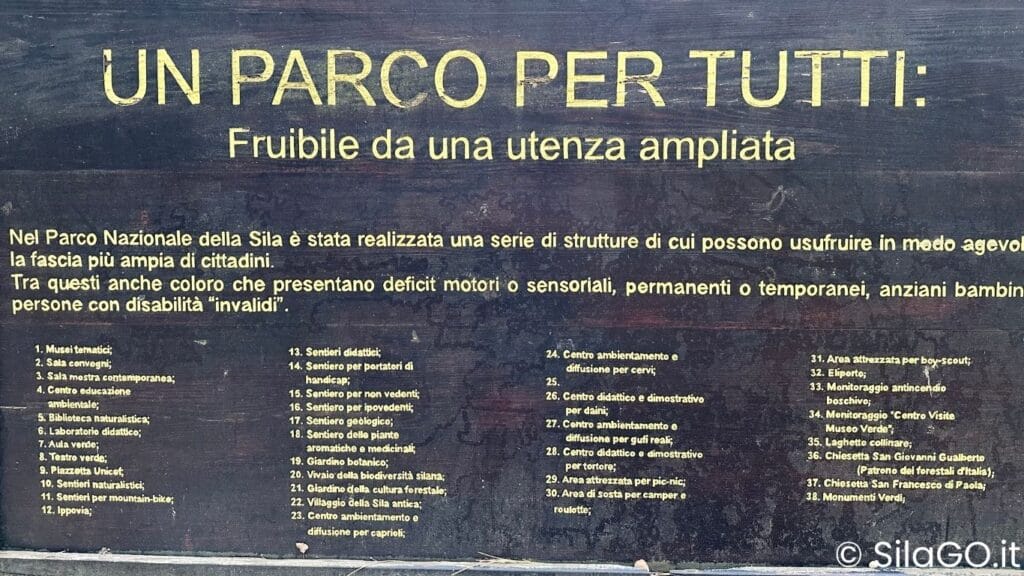 UN PARCO PER TUTTI:
Fruibile da una utenza ampliata
Nel Parco Nazionale della Sila è stata realizzata una serie di strutture di cui possono usufruire in modo agevol
la fascia più ampia di cittadini.
Tra questi anche coloro che presentano deficit motori o sensoriali, permanenti o temporanei, anziani bambin
persone con disabilità "invalidi".
1. Musei tematici;
2. Sala convegni;
3. Sala mostra contemporanea;
4. Centro educazione
ambientale;
5. Biblioteca naturalistica;
6. Laboratorio didattico;
7. Aula verde;
8. Teatro verde;
9. Piazzetta Unicef;
10. Sentieri naturalistici;
11. Sentieri per mountain-bike;
12. Ippovia;
13. Sentieri didattici;
14. Sentiero per portatori di
handicap;
15. Sentiero per non vedenti;
16. Sentiero per ipovedenti;
17. Sentiero geologico;
18. Sentiero delle piante
aromatiche e medicinali;
19. Giardino botanico;
20. Vivaio della biodiversità silana;
21. Giardino della cultura forestale;
22. Villaggio della Sila antica;
23. Centro ambientamento e
diffusione per caprioli;
24. Centro ambientamento e
diffusione per cervi;
25.
26. Centro didattico e dimostrativo
per daini;
27. Centro ambientamento e
diffusione per gufi reali;
28. Centro didattico e dimostrativo
per tortore;
29. Area attrezzata per pic-nic;
30. Area di sosta per camper e
roulotte;
31. Area attrezzata per boy-scout;
32. Eliporto;
33. Monitoraggio antincendio
boschivo;
34. Monitoraggio "Centro Visite
Museo Verde";
35. Laghetto collinare;
36. Chiesetta San Giovanni Gualberto
(Patrono dei forestali d'Italia);
37. Chiesetta San Francesco di Paola;
38. Monumenti Verdi,
© SilaGO.it